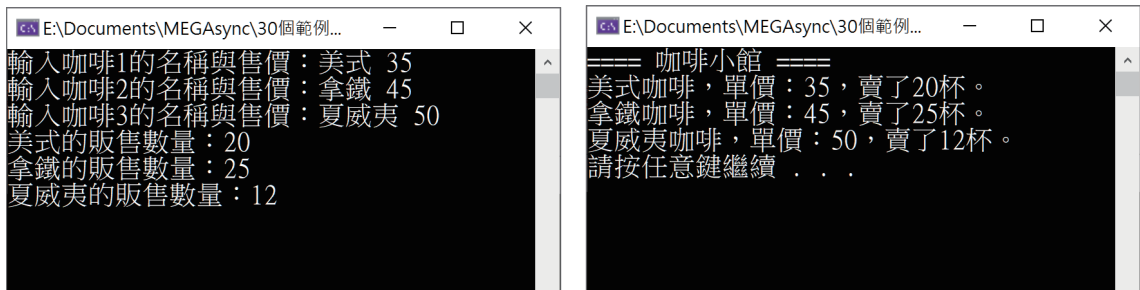 E:\Documents\MEGAsync\30個範例...
輸入咖啡1的名稱與售價：美式 35
輸入咖啡2的名稱與售價：拿鐵 45
輸入咖啡3的名稱與售價：夏威夷 50
美式的販售數量：20
拿鐵的販售數量：25
夏威夷的販售數量：12
E:\Documents\MEGAsync\30個範例...
==== 咖啡小館 ====
美式咖啡，單價：35，賣了20杯。
拿鐵咖啡，單價：45，賣了25杯。
夏威夷咖啡，單價：50，賣了12杯。
請按任意鍵繼續 . . .